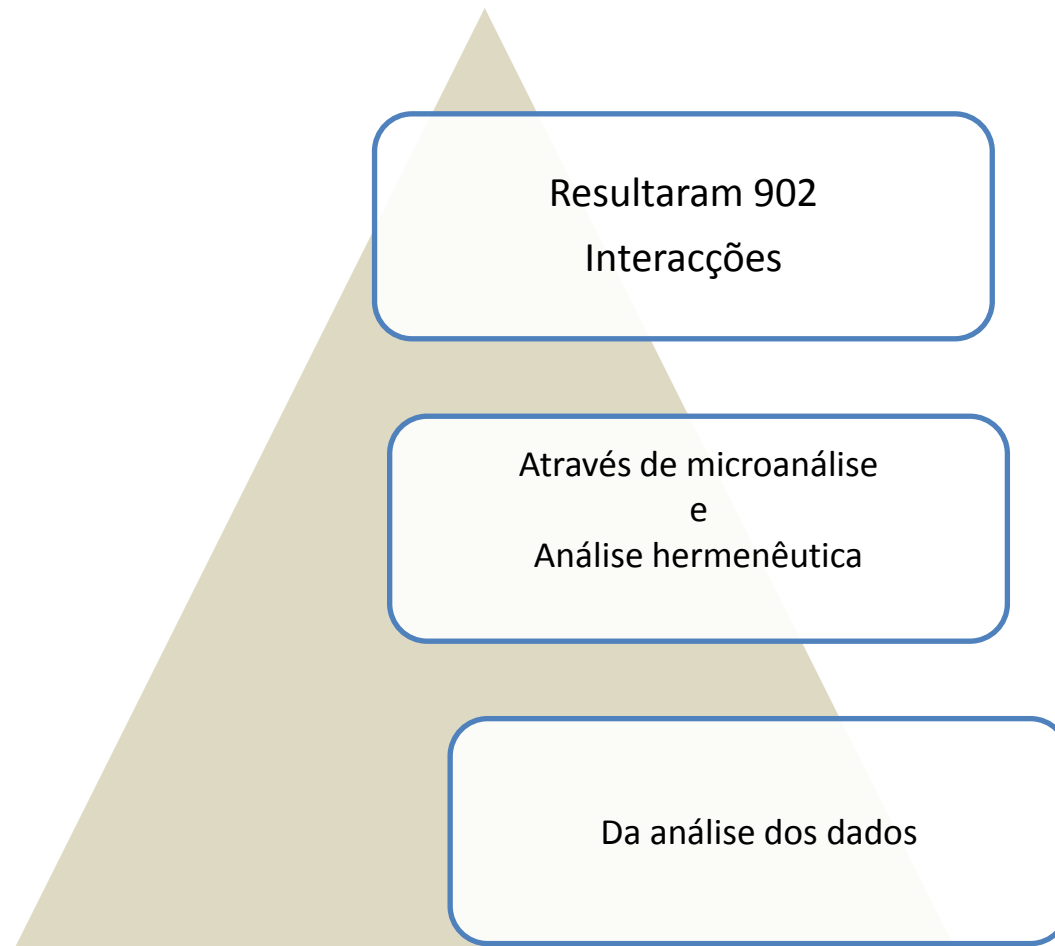 Resultaram 902
Interacções
Através de microanálise
e
Análise hermenêutica
Da análise dos dados